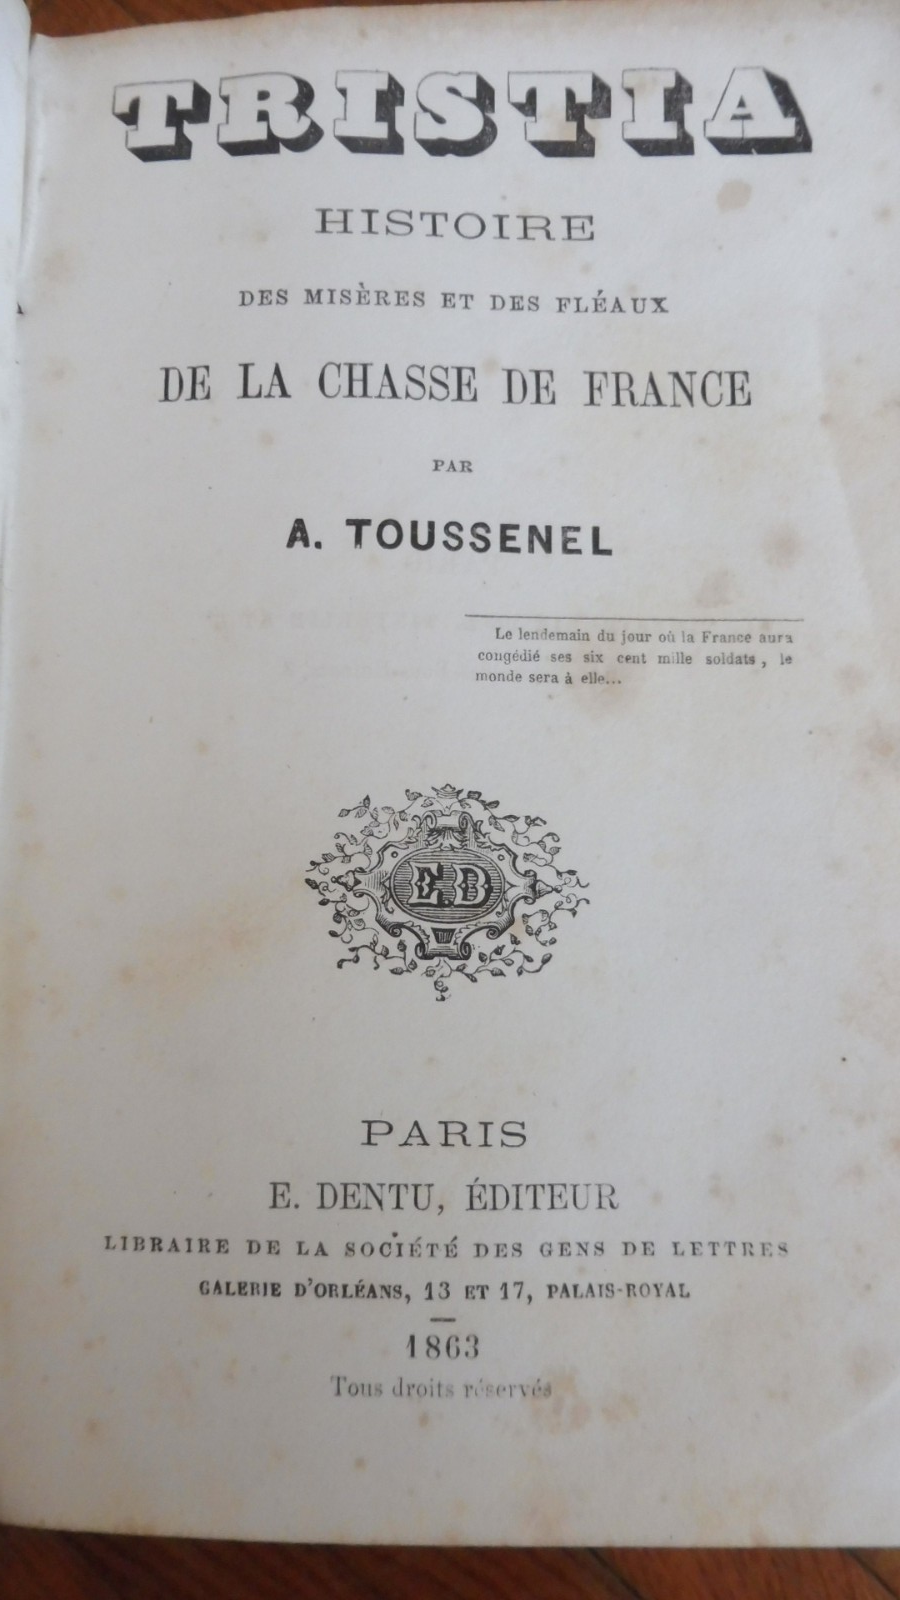 TRISTIA
HISTOIRE
DES MISÈRES ET DES FLÉAUX
DE LA CHASSE DE FRANCE
PAR
A. TOUSSENEL
Le lendemain du jour où la France aura
congédié ses six cent mille soldats, le
monde sera à elle...
E.D
PARIS
E. DENTU, ÉDITEUR
LIBRAIRE DE LA SOCIÉTÉ DES GENS DE LETTRES
GALERIE D'ORLÉANS, 13 ET 17, PALAIS-ROYAL
1863
Tous droits réservés